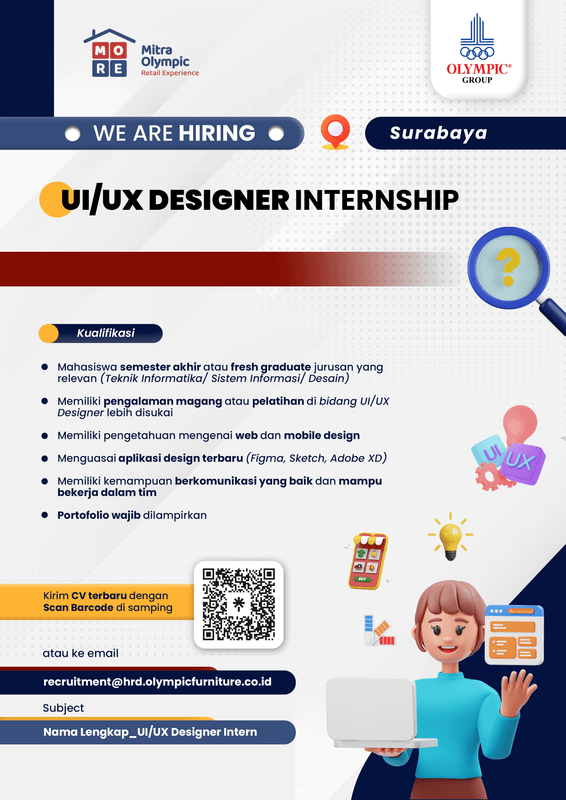 MORE
Mitra
Olympic
Retail Experience
OLYMPIC®
GROUP
WE ARE HIRING
Surabaya
UI/UX DESIGNER INTERNSHIP
?
Kualifikasi
Mahasiswa semester akhir atau fresh graduate jurusan yang
relevan (Teknik Informatika/ Sistem Informasi/ Desain)
Memiliki pengalaman magang atau pelatihan di bidang UI/UX
Designer lebih disukai
Memiliki pengetahuan mengenai web dan mobile design
Menguasai aplikasi design terbaru (Figma, Sketch, Adobe XD)
Memiliki kemampuan berkomunikasi yang baik dan mampu
bekerja dalam tim
Portofolio wajib dilampirkan
UI
UX
Kirim CV terbaru dengan
Scan Barcode di samping
atau ke email
recruitment@hrd.olympicfurniture.co.id
Subject
Nama Lengkap_UI/UX Designer Intern